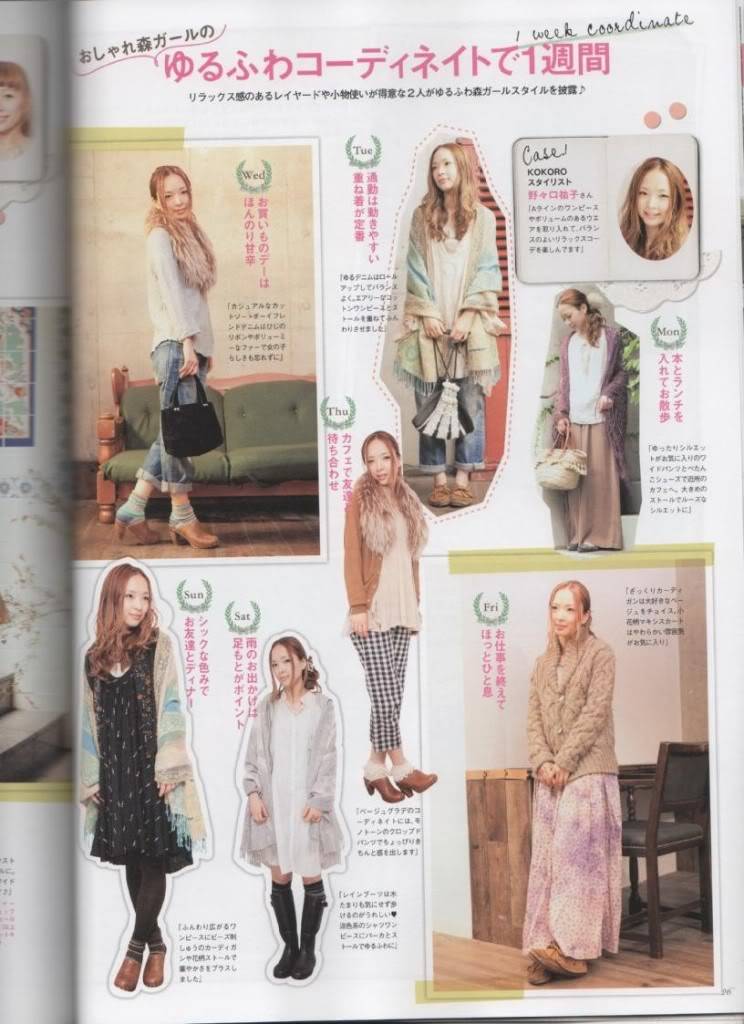 おしゃれ森ガールの
1 week coordinate
ゆるふわコーディネイトで1週間
リラックス感のあるレイヤードや小物使いが得意な2人がゆるふわ森ガールスタイルを披露♪
Case 1
KOKORO
スタイリスト
野々口祐子さん
「Aラインのワンピース
やボリュームのあるウエ
アを取り入れて、バラン
スのよいリラックスコー
デを楽しんでます」
Mon
本とランチを
入れてお散歩
「ゆったりシルエッ
トがお気に入りのワ
イドパンツとぺたん
こシューズで近所の
カフェへ。大きめの
ストールでルーズな
シルエットに」
Tue
通勤は動きやすい
重ね着が定番
「ゆるデニムはロール
アップしてバランス
よく。エアリーなコッ
トンワンピースとス
トールを重ねてふん
わりさせました」
Wed
お買いものデーは
ほんのり甘辛
「カジュアルなカッ
トソー+ボーイフレ
ンドデニムはひじの
リボンやボリューミ
ーなファーで女の子
らしさも忘れずに」
Thu
カフェで友達と
待ち合わせ
「ベージュグラデのコ
ーディネイトには、モ
ノトーンのクロップド
パンツでちょっぴりき
ちんと感を出します」
Fri
お仕事を終えて
ほっとひと息
「ざっくりカーディ
ガンは大好きなベ
ージュをチョイス。小
花柄マキシスカート
はやわらかい雰囲気
がお気に入り」
Sat
雨のお出かけは
足もとがポイント
「レインブーツは水
たまりも気にせず歩
けるのがうれしい♥
淡色系のシャツワン
ピースにパーカとス
トールでゆるふわに」
Sun
シックな色みで
お友達とディナー
「ふんわり広がるワ
ンピースにビーズ刺
しゅうのカーディガ
ンや花柄ストールで
華やかさをプラスし
ました」
26